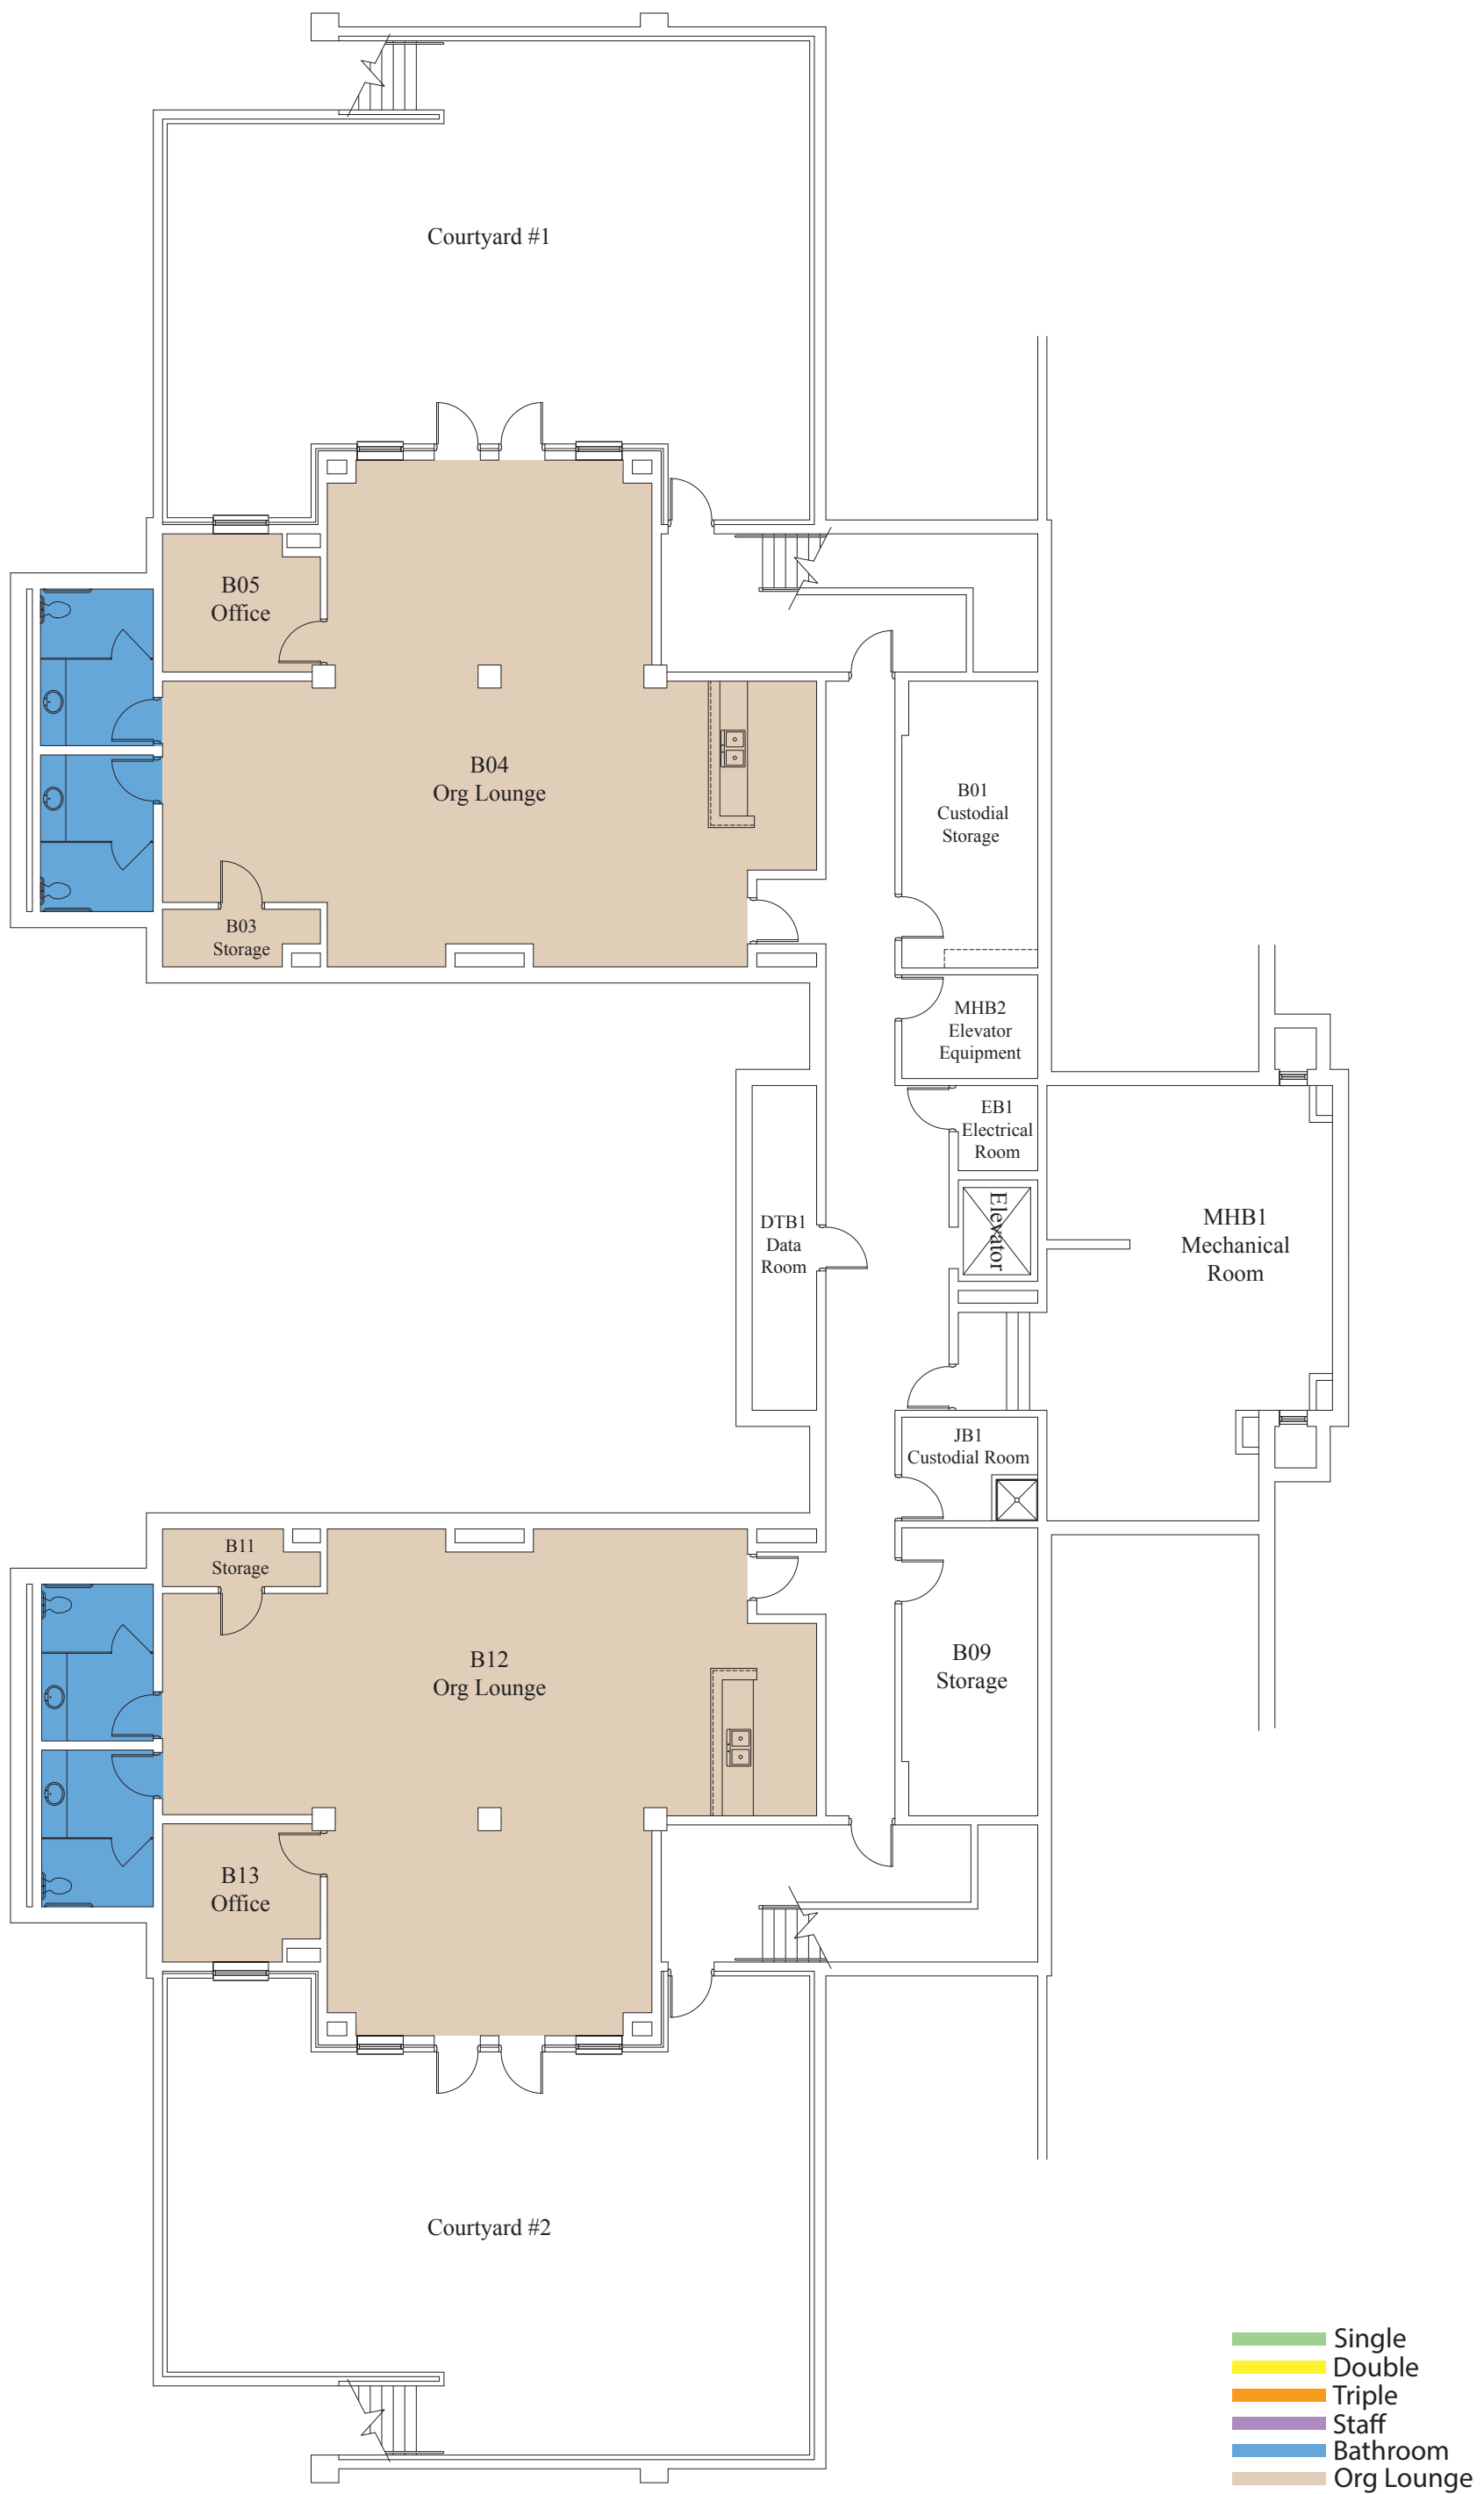 Courtyard #1
B05
Office
B04
Org Lounge
B01
Custodial
Storage
B03
Storage
MHB2
Elevator
Equipment
EB1
Electrical
Room
Elevator
DTB1
Data
Room
MHB1
Mechanical
Room
JB1
Custodial Room
B11
Storage
B12
Org Lounge
B09
Storage
B13
Office
Courtyard #2
Single
Double
Triple
Staff
Bathroom
Org Lounge